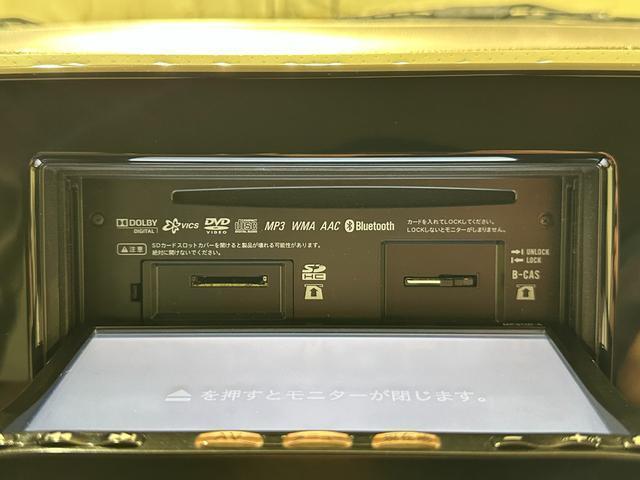 DOLBY DIGITAL VICS DVD VIDEO disc MP3 WMA AAC Bluetooth
カードを入れてLOCKしてください。
LOCKしないとモニターがしまりません。
注意 SDカードスロットカバーを開けると製品が壊れる可能性があります。
絶対に開けないでください。
UNLOCK
LOCK
SD HC
B-CAS
を押すとモニターが閉じます。